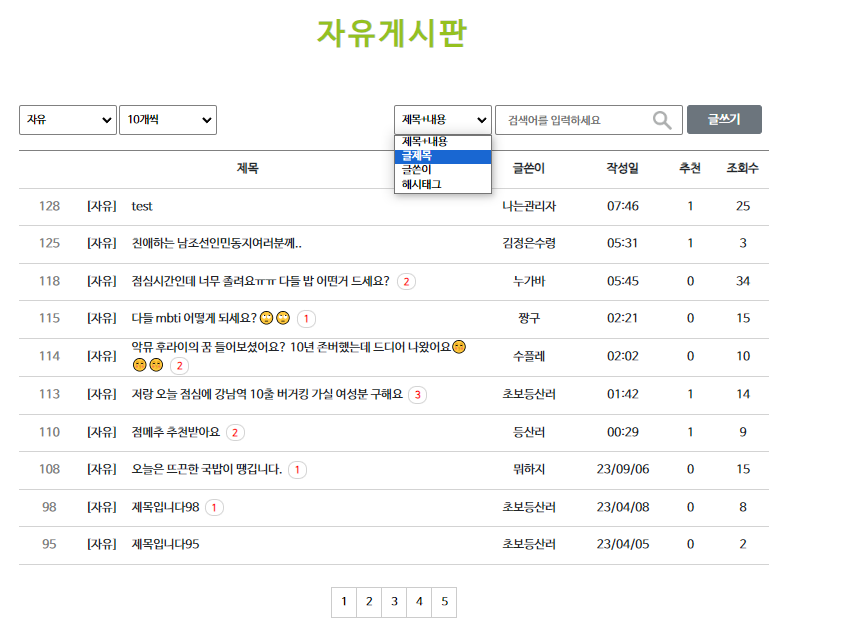 자유게시판
자유 10개씩 제목+내용 검색어를 입력하세요 글쓰기
제목+내용
글제목
글쓴이
해시태그
제목 글쓴이 작성일 추천 조회수
128 [자유] test 나는관리자 07:46 1 25
125 [자유] 친애하는 남조선인민동지여러분께.. 김정은수령 05:31 1 3
118 [자유] 점심시간인데 너무 졸려요ㅠㅠ 다들 밥 어떤거 드세요? 2 누가바 05:45 0 34
115 [자유] 다들 mbti 어떻게 되세요?🙄🙄 1 짱구 02:21 0 15
114 [자유] 악뮤 후라이의 꿈 들어보셨어요? 10년 존버했는데 드디어 나왔어요😁 수플레 02:02 0 10
😁😁 2
113 [자유] 저랑 오늘 점심에 강남역 10출 버거킹 가실 여성분 구해요 3 초보등산러 01:42 1 14
110 [자유] 점메추 추천받아요 2 등산러 00:29 1 9
108 [자유] 오늘은 뜨끈한 국밥이 땡깁니다. 1 뭐하지 23/09/06 0 15
98 [자유] 제목입니다98 1 초보등산러 23/04/08 0 8
95 [자유] 제목입니다95 초보등산러 23/04/05 0 2
1 2 3 4 5